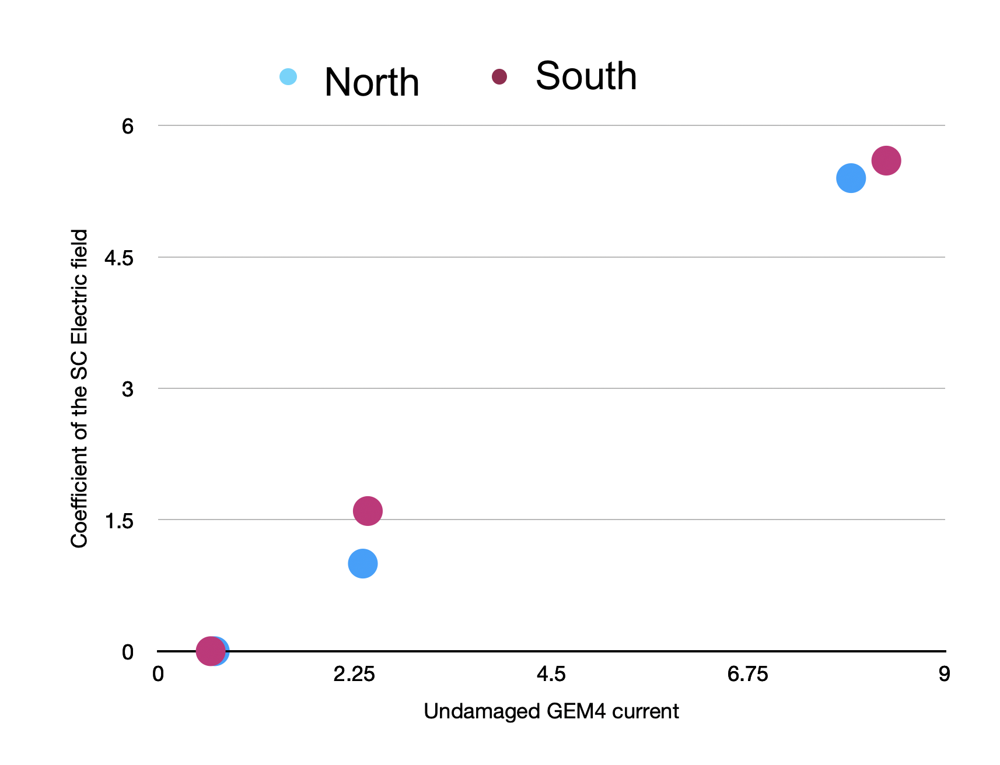 North
South
6
4.5
3
1.5
0
Coefficient of the SC Electric field
0
2.25
4.5
6.75
9
Undamaged GEM4 current